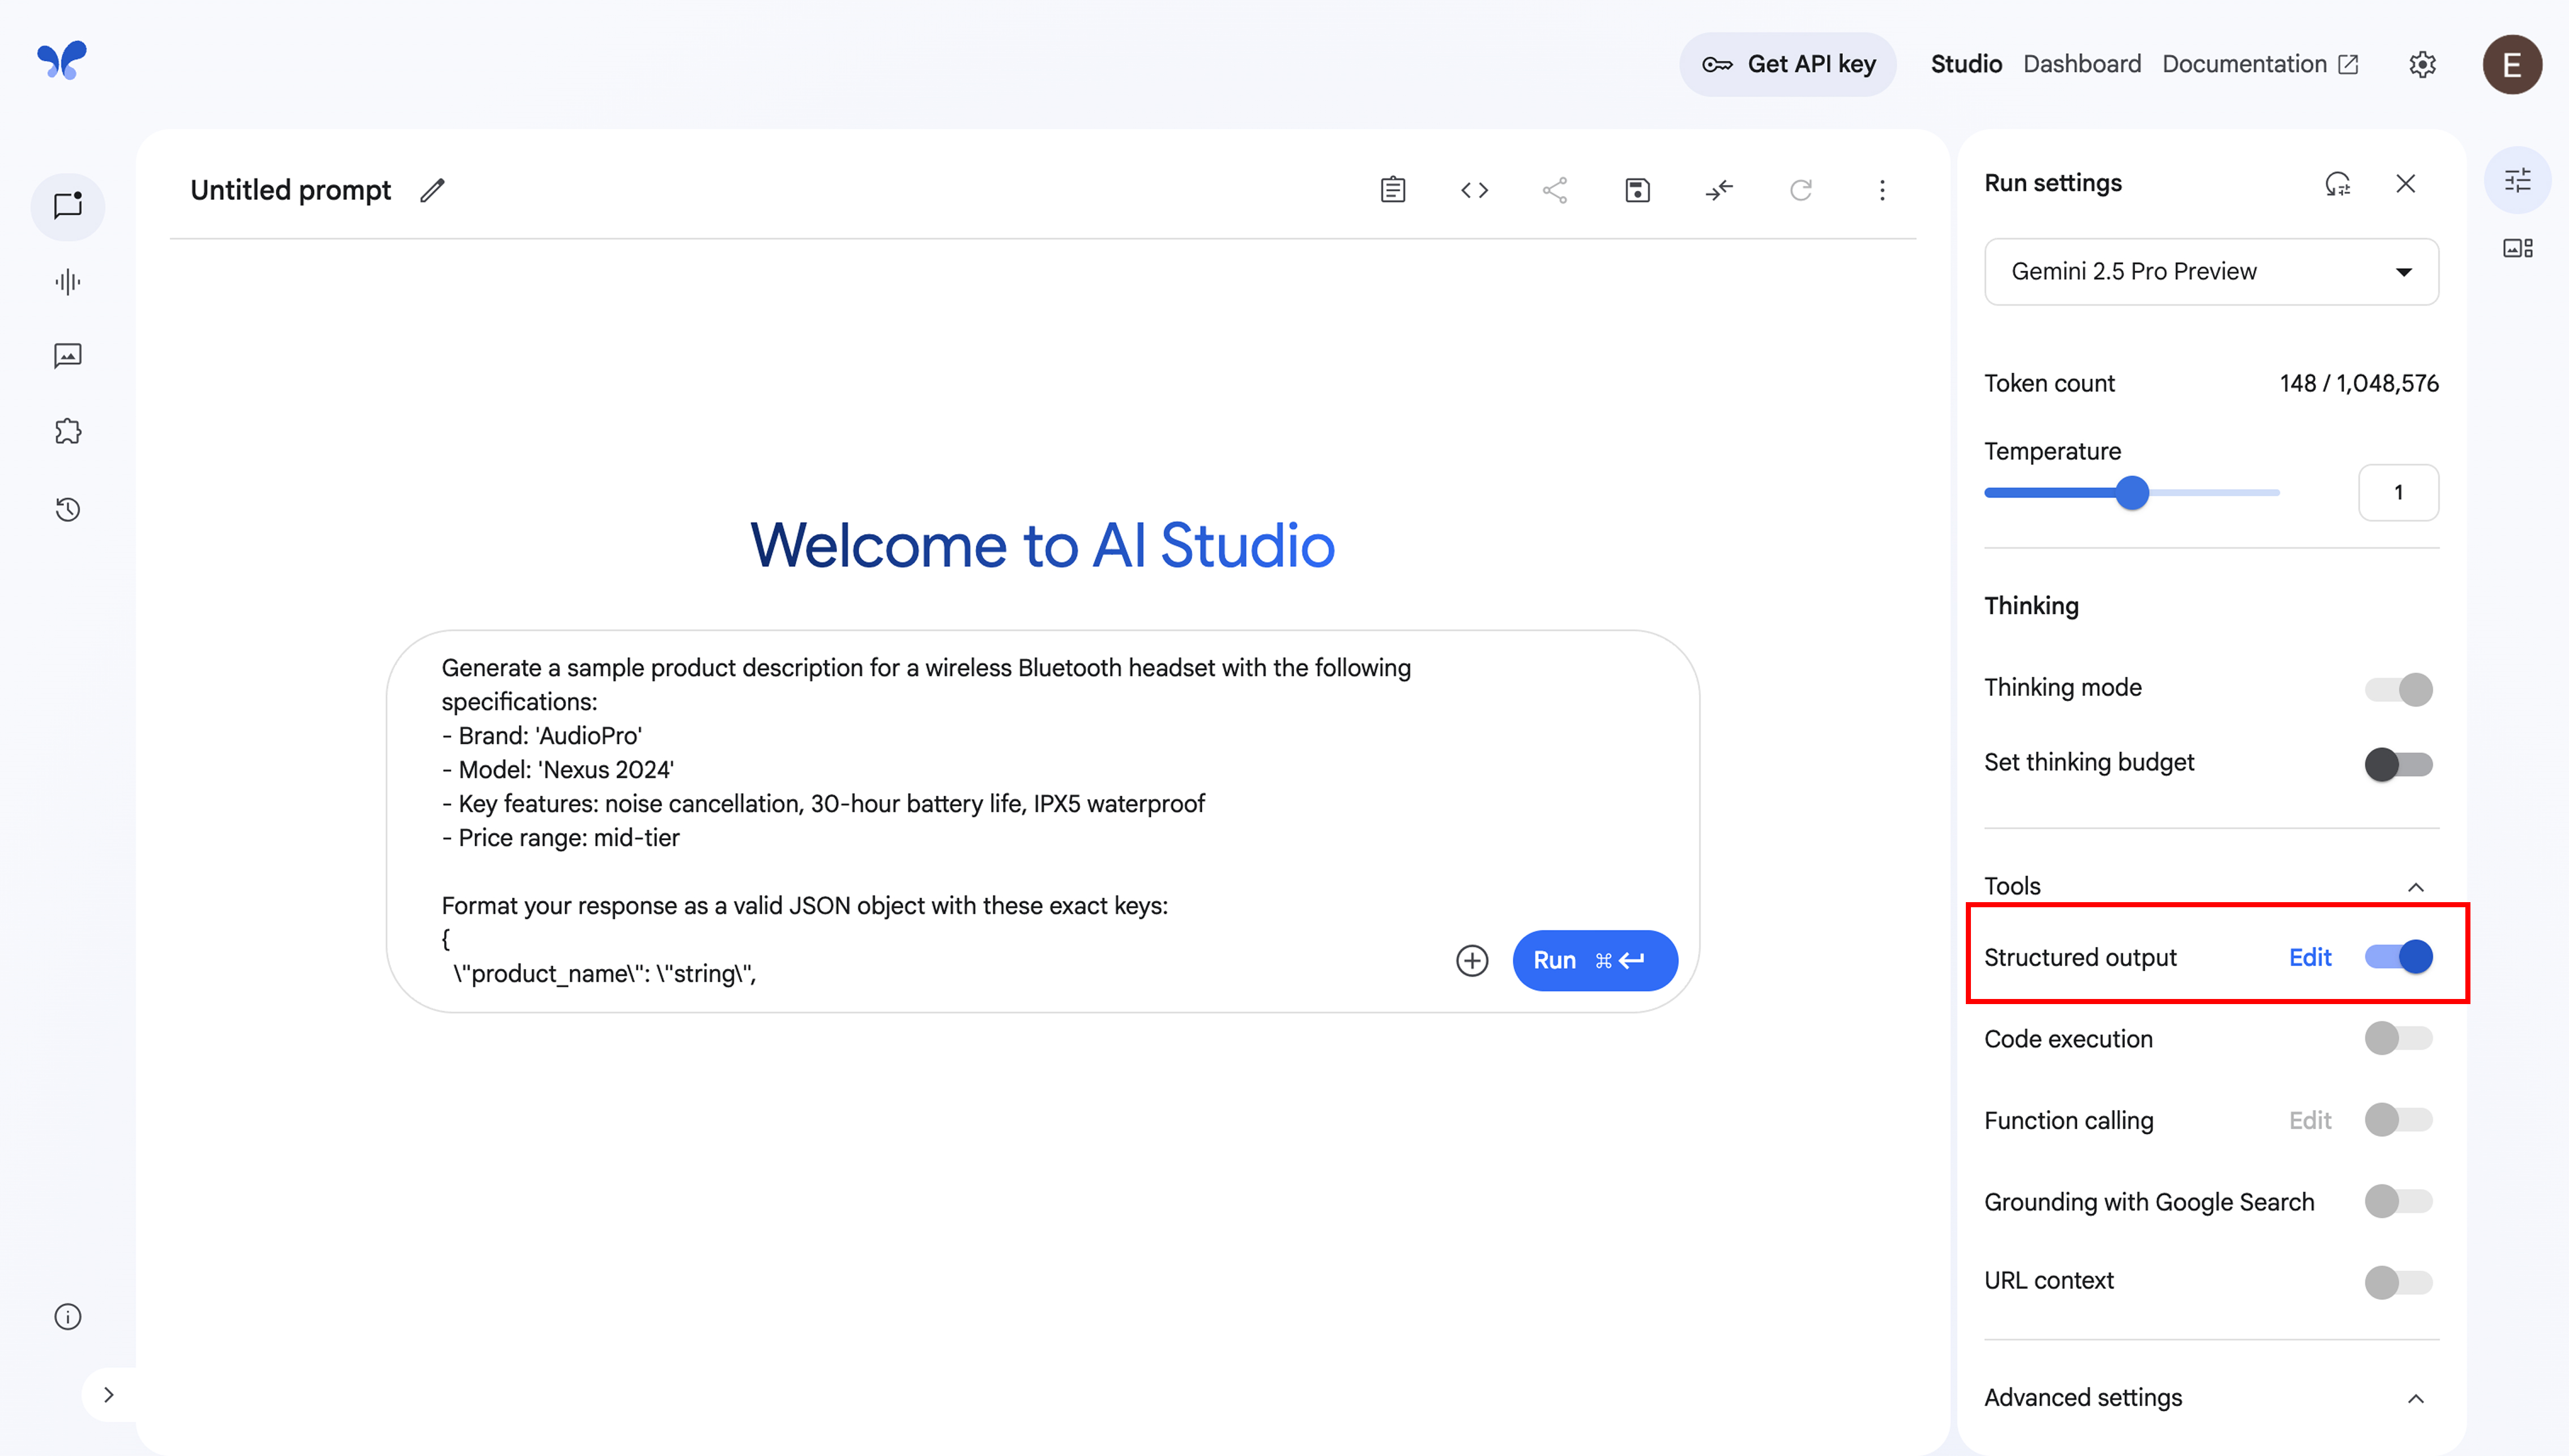 Get API key
Studio
Dashboard
Documentation
E
Untitled prompt
Run settings
Gemini 2.5 Pro Preview
Token count
148 / 1,048,576
Temperature
1
Thinking
Thinking mode
Set thinking budget
Tools
Structured output
Edit
Code execution
Function calling
Edit
Grounding with Google Search
URL context
Advanced settings
Welcome to AI Studio
Generate a sample product description for a wireless Bluetooth headset with the following
specifications:
- Brand: 'AudioPro'
- Model: 'Nexus 2024'
- Key features: noise cancellation, 30-hour battery life, IPX5 waterproof
- Price range: mid-tier
Format your response as a valid JSON object with these exact keys:
{
\"product_name\": \"string\",
Run ⌘